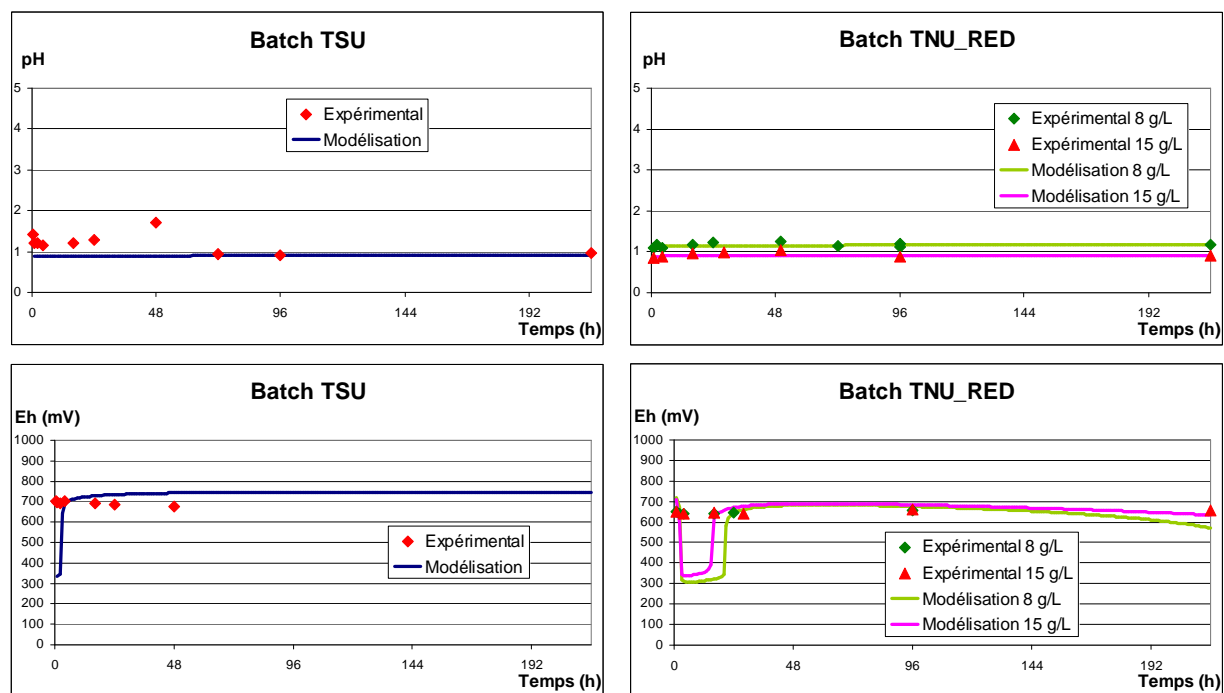 Batch TSU
pH
5
4
3
2
1
0
0 48 96 144 192
Temps (h)
Expérimental
Modélisation
Batch TNU_RED
pH
5
4
3
2
1
0
0 48 96 144 192
Temps (h)
Expérimental 8 g/L
Expérimental 15 g/L
Modélisation 8 g/L
Modélisation 15 g/L
Batch TSU
Eh (mV)
1000
900
800
700
600
500
400
300
200
100
0
0 48 96 144 192
Expérimental
Modélisation
Batch TNU_RED
Eh (mV)
1000
900
800
700
600
500
400
300
200
100
0
0 48 96 144 192
Expérimental 8 g/L
Expérimental 15 g/L
Modélisation 8 g/L
Modélisation 15 g/L